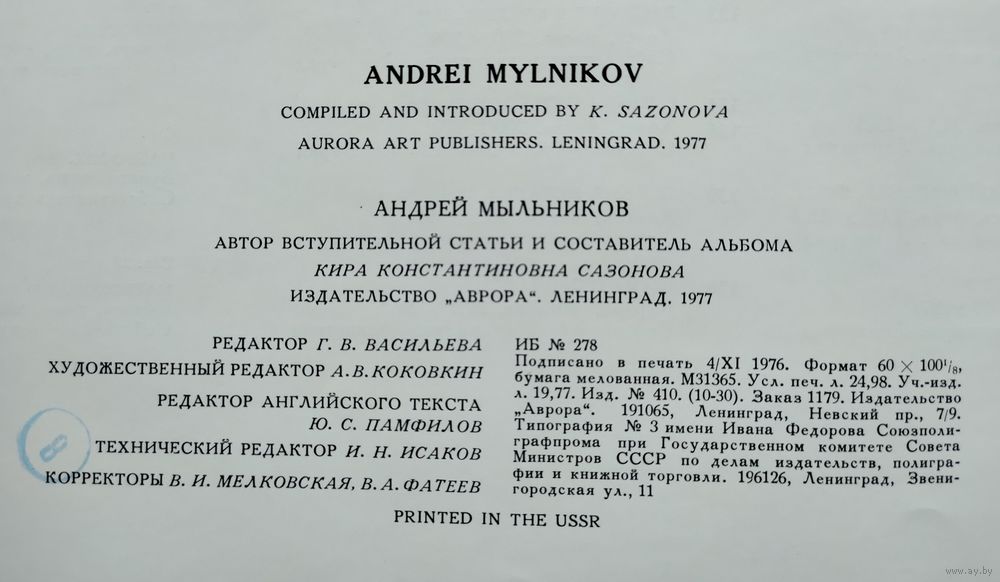 ANDREI MYLNIKOV
COMPILED AND INTRODUCED BY K. SAZONOVA
AURORA ART PUBLISHERS. LENINGRAD. 1977
АНДРЕЙ МЫЛЬНИКОВ
АВТОР ВСТУПИТЕЛЬНОЙ СТАТЬИ И СОСТАВИТЕЛЬ АЛЬБОМА
КИРА КОНСТАНТИНОВНА САЗОНОВА
ИЗДАТЕЛЬСТВО „АВРОРА“. ЛЕНИНГРАД. 1977
РЕДАКТОР Г. В. ВАСИЛЬЕВА
ХУДОЖЕСТВЕННЫЙ РЕДАКТОР А. В. КОКОВКИН
РЕДАКТОР АНГЛИЙСКОГО ТЕКСТА
Ю. С. ПАМФИЛОВ
ТЕХНИЧЕСКИЙ РЕДАКТОР И. Н. ИСАКОВ
КОРРЕКТОРЫ В. И. МЕЛКОВСКАЯ, В. А. ФАТЕЕВ
ИБ № 278
Подписано в печать 4/XI 1976. Формат 60 × 100¹/₈,
бумага мелованная. М31365. Усл. печ. л. 24,98. Уч.-изд.
л. 19,77. Изд. № 410. (10-30). Заказ 1179. Издательство
„Аврора“. 191065, Ленинград, Невский пр., 7/9.
Типография № 3 имени Ивана Федорова Союзполи-
графпрома при Государственном комитете Совета
Министров СССР по делам издательств, полигра-
фии и книжной торговли. 196126, Ленинград, Звени-
городская ул., 11
PRINTED IN THE USSR
8
www.ay.by